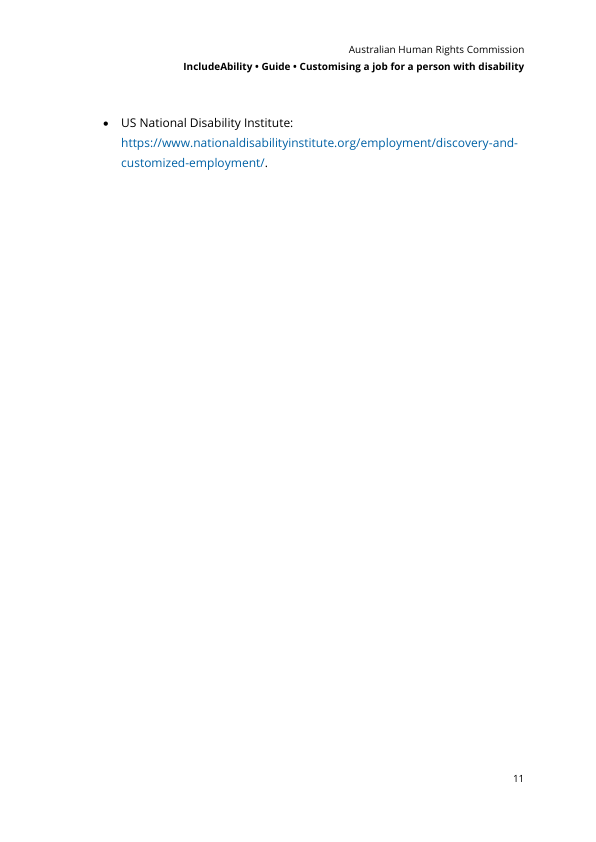 Australian Human Rights Commission
IncludeAbility • Guide • Customising a job for a person with disability
• US National Disability Institute:
https://www.nationaldisabilityinstitute.org/employment/discovery-and-
customized-employment/.
11